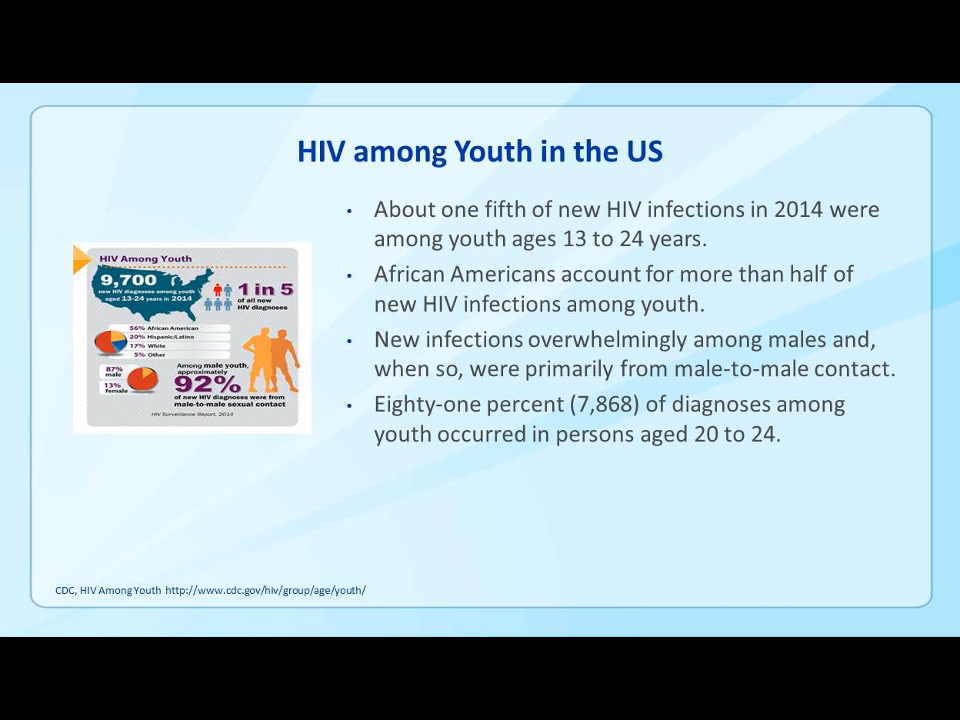 HIV among Youth in the US
• About one fifth of new HIV infections in 2014 were
among youth ages 13 to 24 years.
• African Americans account for more than half of
new HIV infections among youth.
• New infections overwhelmingly among males and,
when so, were primarily from male-to-male contact.
• Eighty-one percent (7,868) of diagnoses among
youth occurred in persons aged 20 to 24.
HIV Among Youth
9,700
new HIV diagnoses among youth
aged 13-24 years in 2014
1 in 5
of all new
HIV diagnoses
56% African American
20% Hispanic/Latino
17% White
5% Other
87%
male
13%
female
Among male youth,
approximately
92%
of new HIV diagnoses were from
male-to-male sexual contact
HIV Surveillance Report, 2014
CDC, HIV Among Youth http://www.cdc.gov/hiv/group/age/youth/